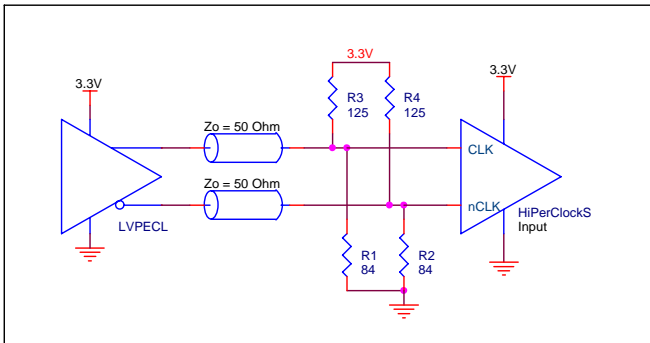 3.3V
3.3V
3.3V
R3
125
R4
125
Zo = 50 Ohm
CLK
Zo = 50 Ohm
nCLK
LVPECL
HiPerClockS
Input
R1
84
R2
84